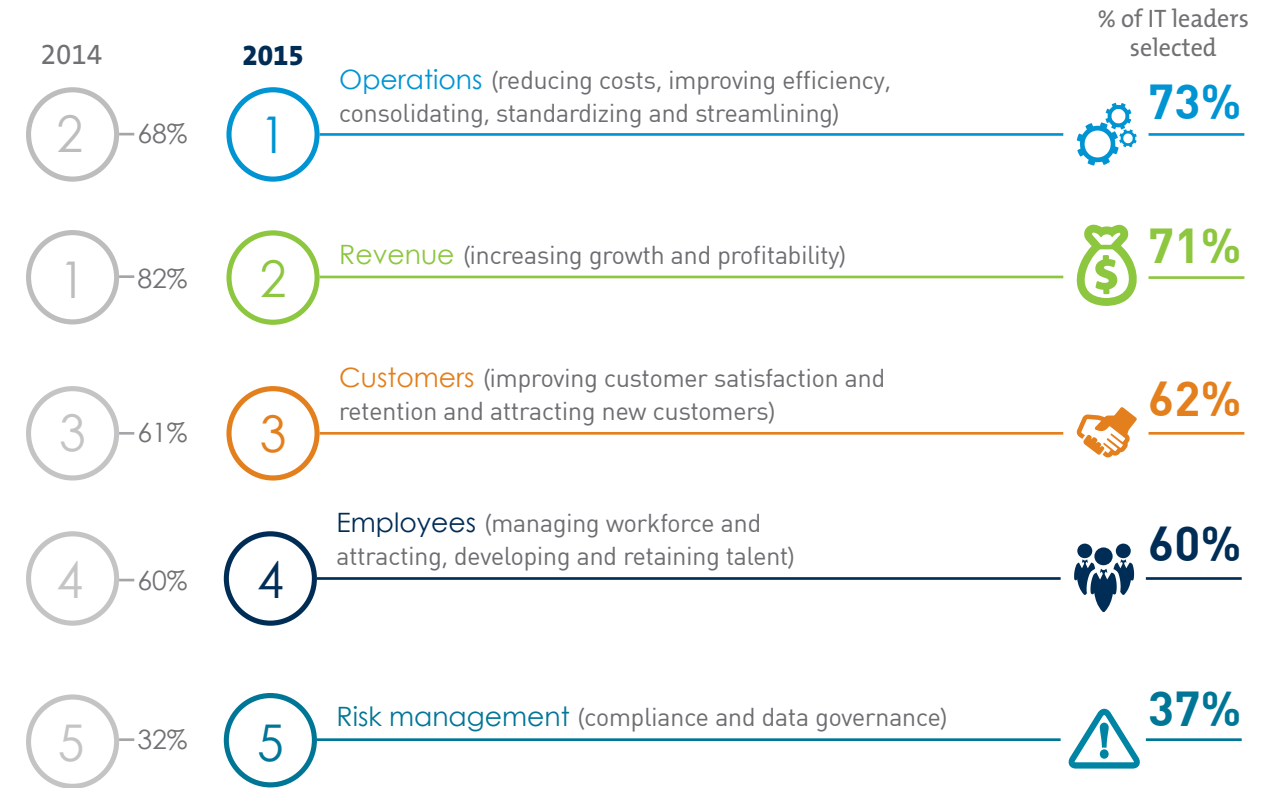 % of IT leaders
selected
2014
2015
2
68%
1
Operations (reducing costs, improving efficiency,
consolidating, standardizing and streamlining)
73%
1
82%
2
Revenue (increasing growth and profitability)
$
71%
3
61%
3
Customers (improving customer satisfaction and
retention and attracting new customers)
62%
4
60%
4
Employees (managing workforce and
attracting, developing and retaining talent)
60%
5
32%
5
Risk management (compliance and data governance)
!
37%